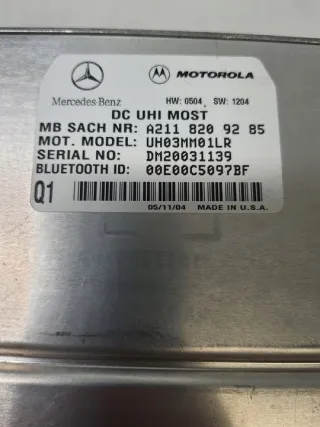 MOTOROLA
Mercedes Benz HW: 0504 SW: 1204
DC UHI MOST
MB SACH NR: A211 820 92 85
MOT. MODEL: UH03MM01LR
SERIAL NO: DM20031139
BLUETOOTH ID: 00E00C5097BF
Q1
05/11/04 MADE IN U.S.A.